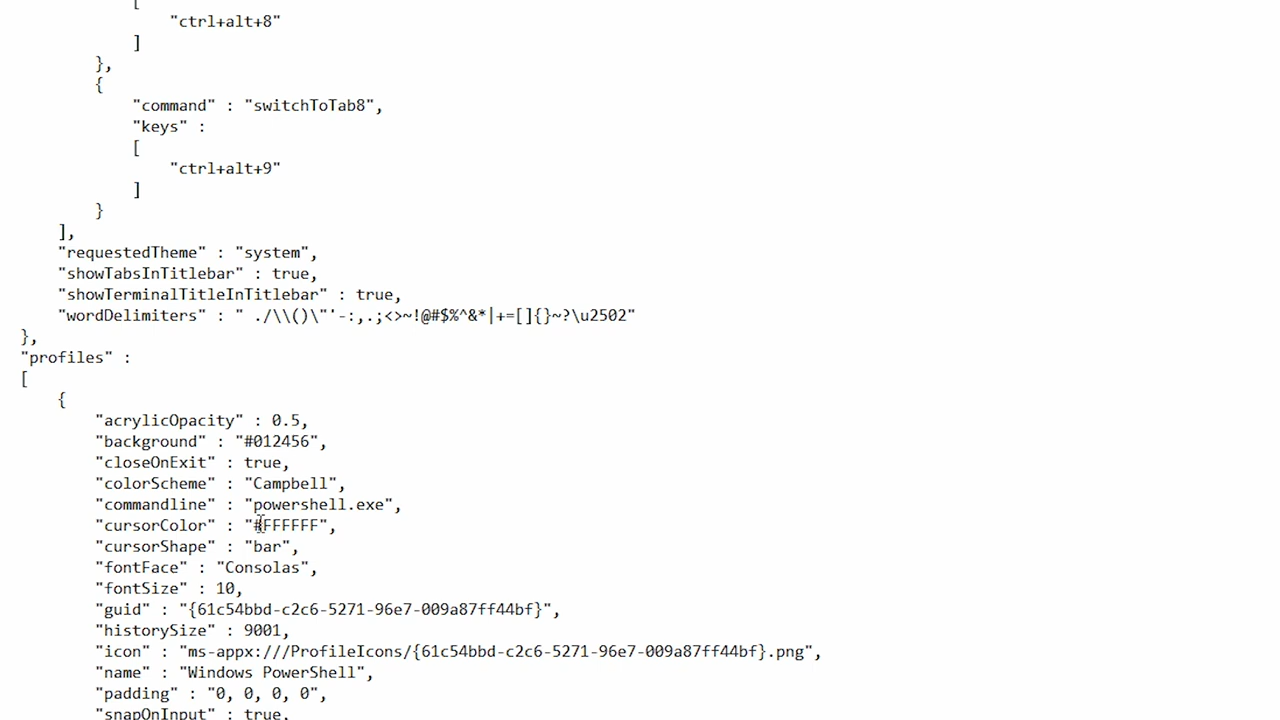 [
"ctrl+alt+8"
]
},
{
"command" : "switchToTab8",
"keys" :
[
"ctrl+alt+9"
]
}
],
"requestedTheme" : "system",
"showTabsInTitlebar" : true,
"showTerminalTitleInTitlebar" : true,
"wordDelimiters" : " ./\\()\"'-:,.;<>~!@#$%^&*|+=[]{}~?\u2502"
},
"profiles" :
[
{
"acrylicOpacity" : 0.5,
"background" : "#012456",
"closeOnExit" : true,
"colorScheme" : "Campbell",
"commandline" : "powershell.exe",
"cursorColor" : "#FFFFFF",
"cursorShape" : "bar",
"fontFace" : "Consolas",
"fontSize" : 10,
"guid" : "{61c54bbd-c2c6-5271-96e7-009a87ff44bf}",
"historySize" : 9001,
"icon" : "ms-appx:///ProfileIcons/{61c54bbd-c2c6-5271-96e7-009a87ff44bf}.png",
"name" : "Windows PowerShell",
"padding" : "0, 0, 0, 0",
"snapOnInput" : true,